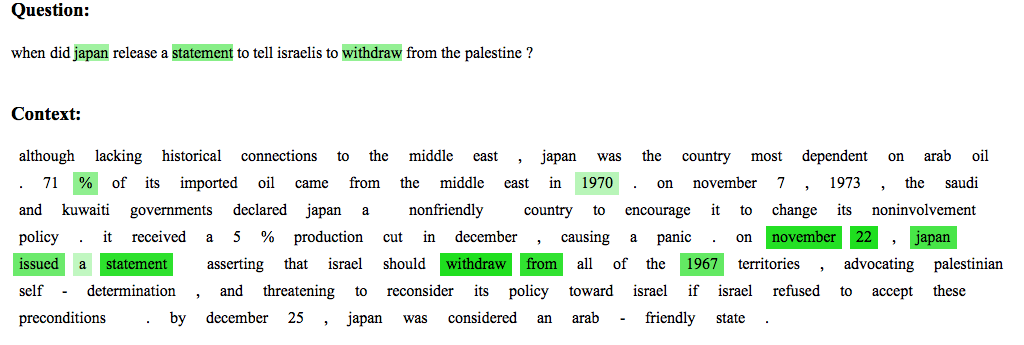 Question:
when did japan release a statement to tell israelis to withdraw from the palestine ?
Context:
although lacking historical connections to the middle east , japan was the country most dependent on arab oil
. 71 % of its imported oil came from the middle east in 1970 . on november 7 , 1973 , the saudi
and kuwaiti governments declared japan a nonfriendly country to encourage it to change its noninvolvement
policy . it received a 5 % production cut in december , causing a panic . on november 22 , japan
issued a statement asserting that israel should withdraw from all of the 1967 territories , advocating palestinian
self - determination , and threatening to reconsider its policy toward israel if israel refused to accept these
preconditions . by december 25 , japan was considered an arab - friendly state .